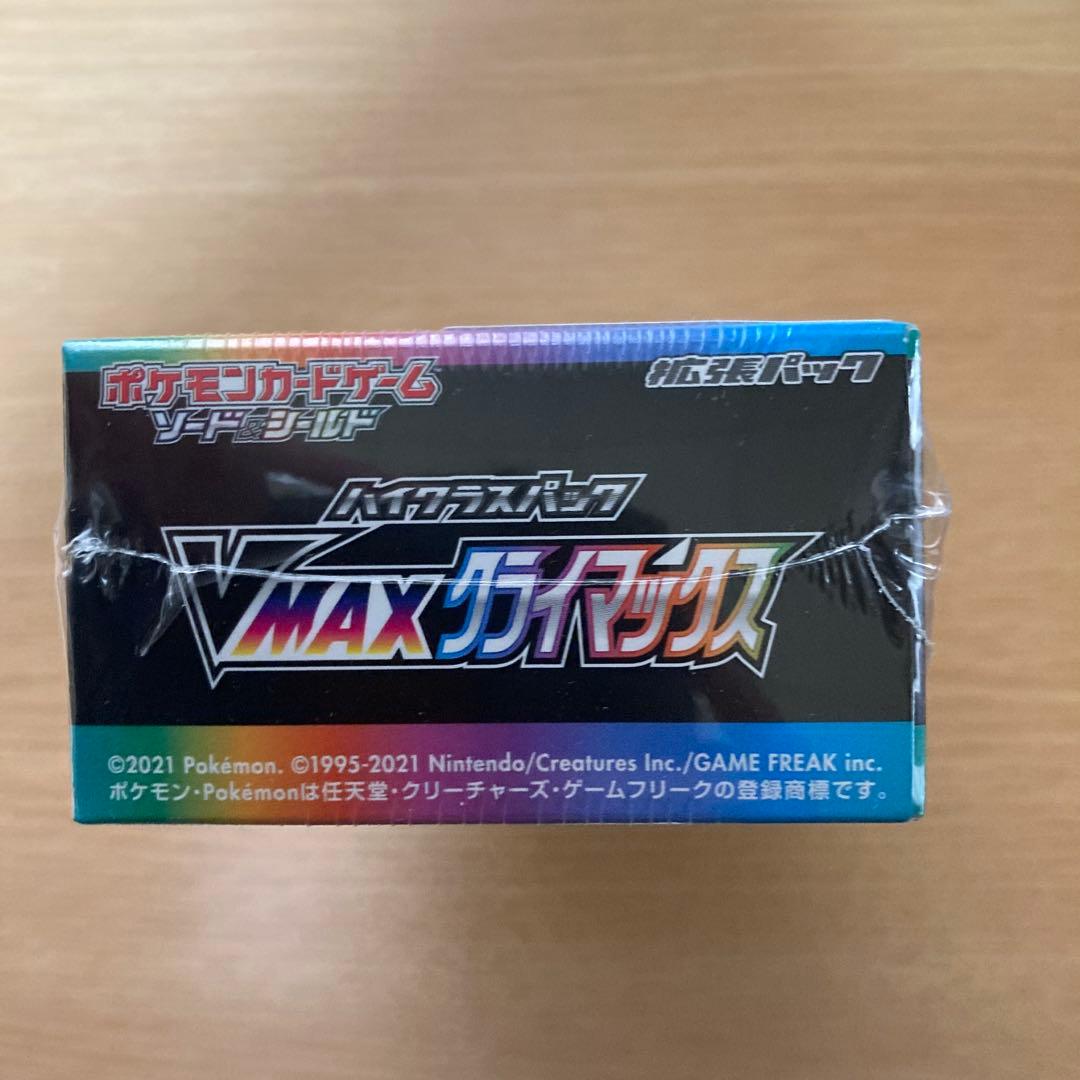 ポケモンカードゲーム
ソード&シールド
拡張パック
ハイクラスパック
VMAXクライマックス
©2021 Pokémon. ©1995-2021 Nintendo/Creatures Inc./GAME FREAK inc.
ポケモン・Pokémonは任天堂・クリーチャーズ・ゲームフリークの登録商標です。